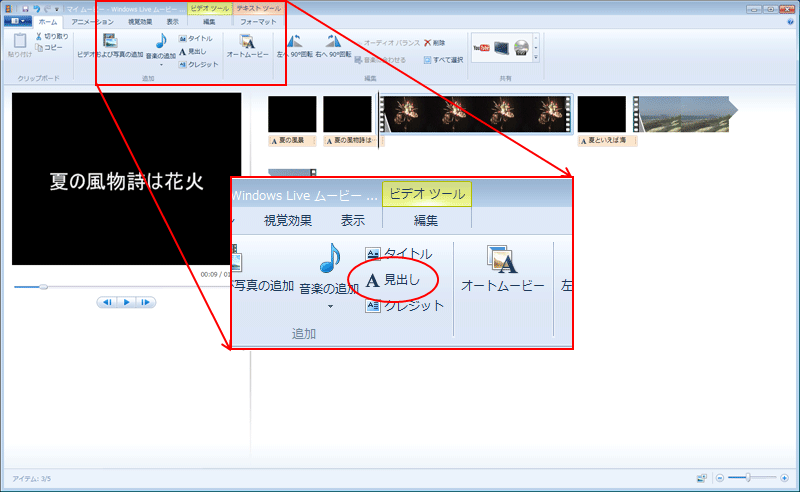 マイ ムービー - Windows Live ムービー ...
ビデオ ツール
テキスト ツール
ホーム
アニメーション
視覚効果
表示
編集
フォーマット
貼り付け
切り取り
コピー
クリップボード
ビデオおよび写真の追加
音楽の追加
タイトル
見出し
クレジット
追加
オートムービー
左へ 90°回転
右へ 90°回転
オーディオ バランス
音楽に合わせる
削除
すべて選択
編集
YouTube
共有
夏の風物詩は花火
00:09
夏の風景
夏の風物詩は…
夏といえば 海
Windows Live ムービー ...
ビデオ ツール
視覚効果
表示
編集
写真の追加
音楽の追加
タイトル
見出し
クレジット
追加
オートムービー
左
アイテム: 3/5